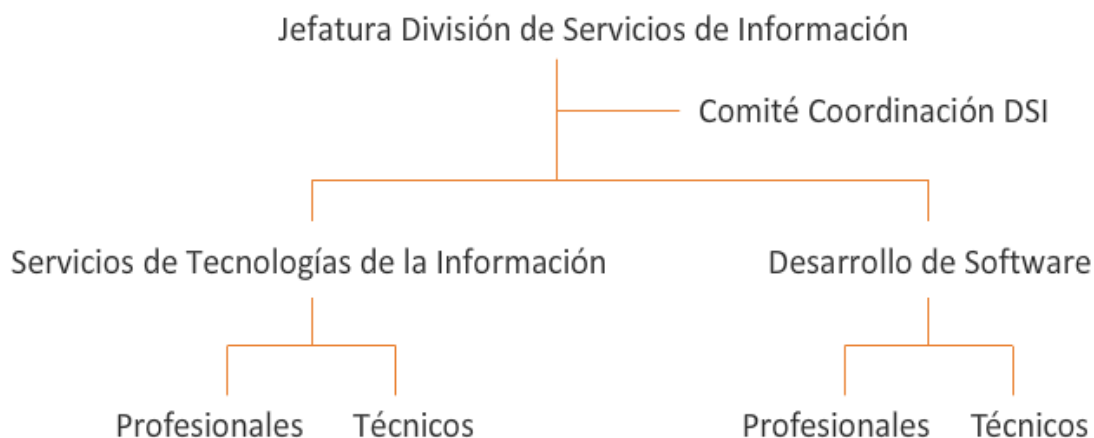 Jefatura División de Servicios de Información
Comité Coordinación DSI
Servicios de Tecnologías de la Información
Desarrollo de Software
Profesionales
Técnicos
Profesionales
Técnicos